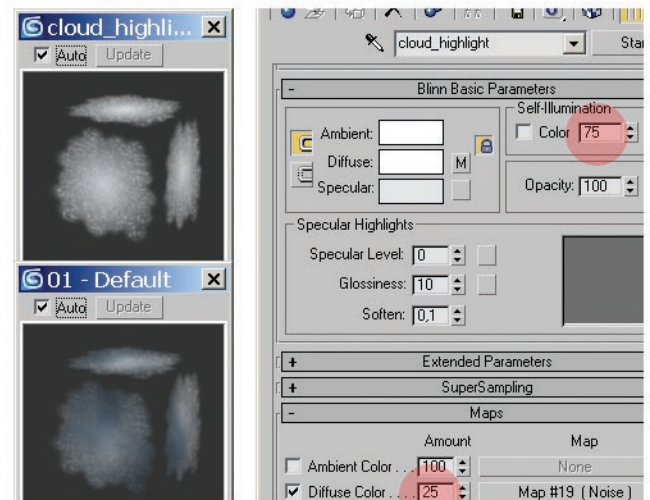 cloud_highli...
Auto Update
01 - Default
Auto Update
cloud_highlight
- Blinn Basic Parameters
Self-Illumination
Color 75
Ambient:
Diffuse: M
Specular:
Opacity: 100
Specular Highlights
Specular Level: 0
Glossiness: 10
Soften: 0,1
+ Extended Parameters
+ SuperSampling
- Maps
Amount Map
Ambient Color . . . 100 None
Diffuse Color . . . . 25 Map #19 ( Noise )